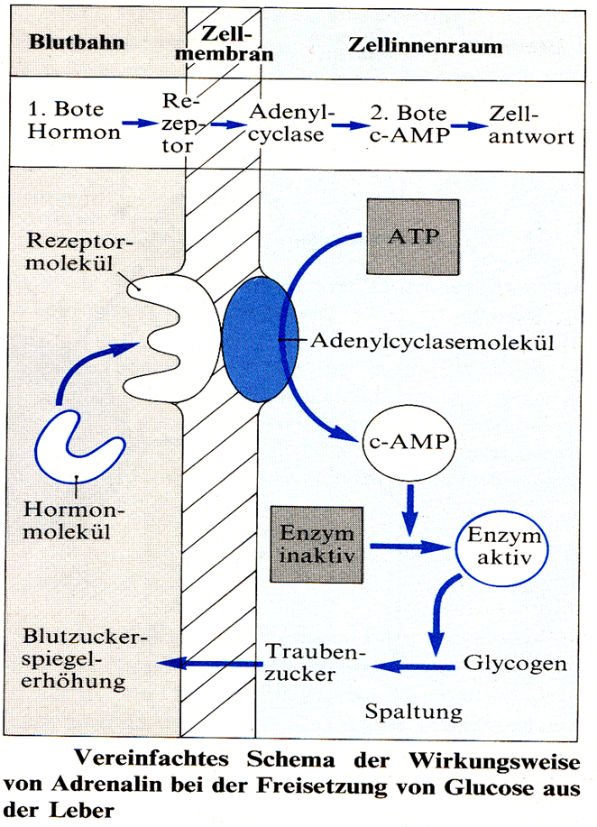 Blutbahn
Zell-
membran
Zellinnenraum
1. Bote
Hormon
Re-
zep-
tor
Adenyl-
cyclase
2. Bote
c-AMP
Zell-
antwort
ATP
Rezeptor-
molekül
Adenylcyclasemolekül
c-AMP
Hormon-
molekül
Enzym
inaktiv
Enzym
aktiv
Blutzucker-
spiegel-
erhöhung
Trauben-
zucker
Glycogen
Spaltung
Vereinfachtes Schema der Wirkungsweise
von Adrenalin bei der Freisetzung von Glucose aus
der Leber